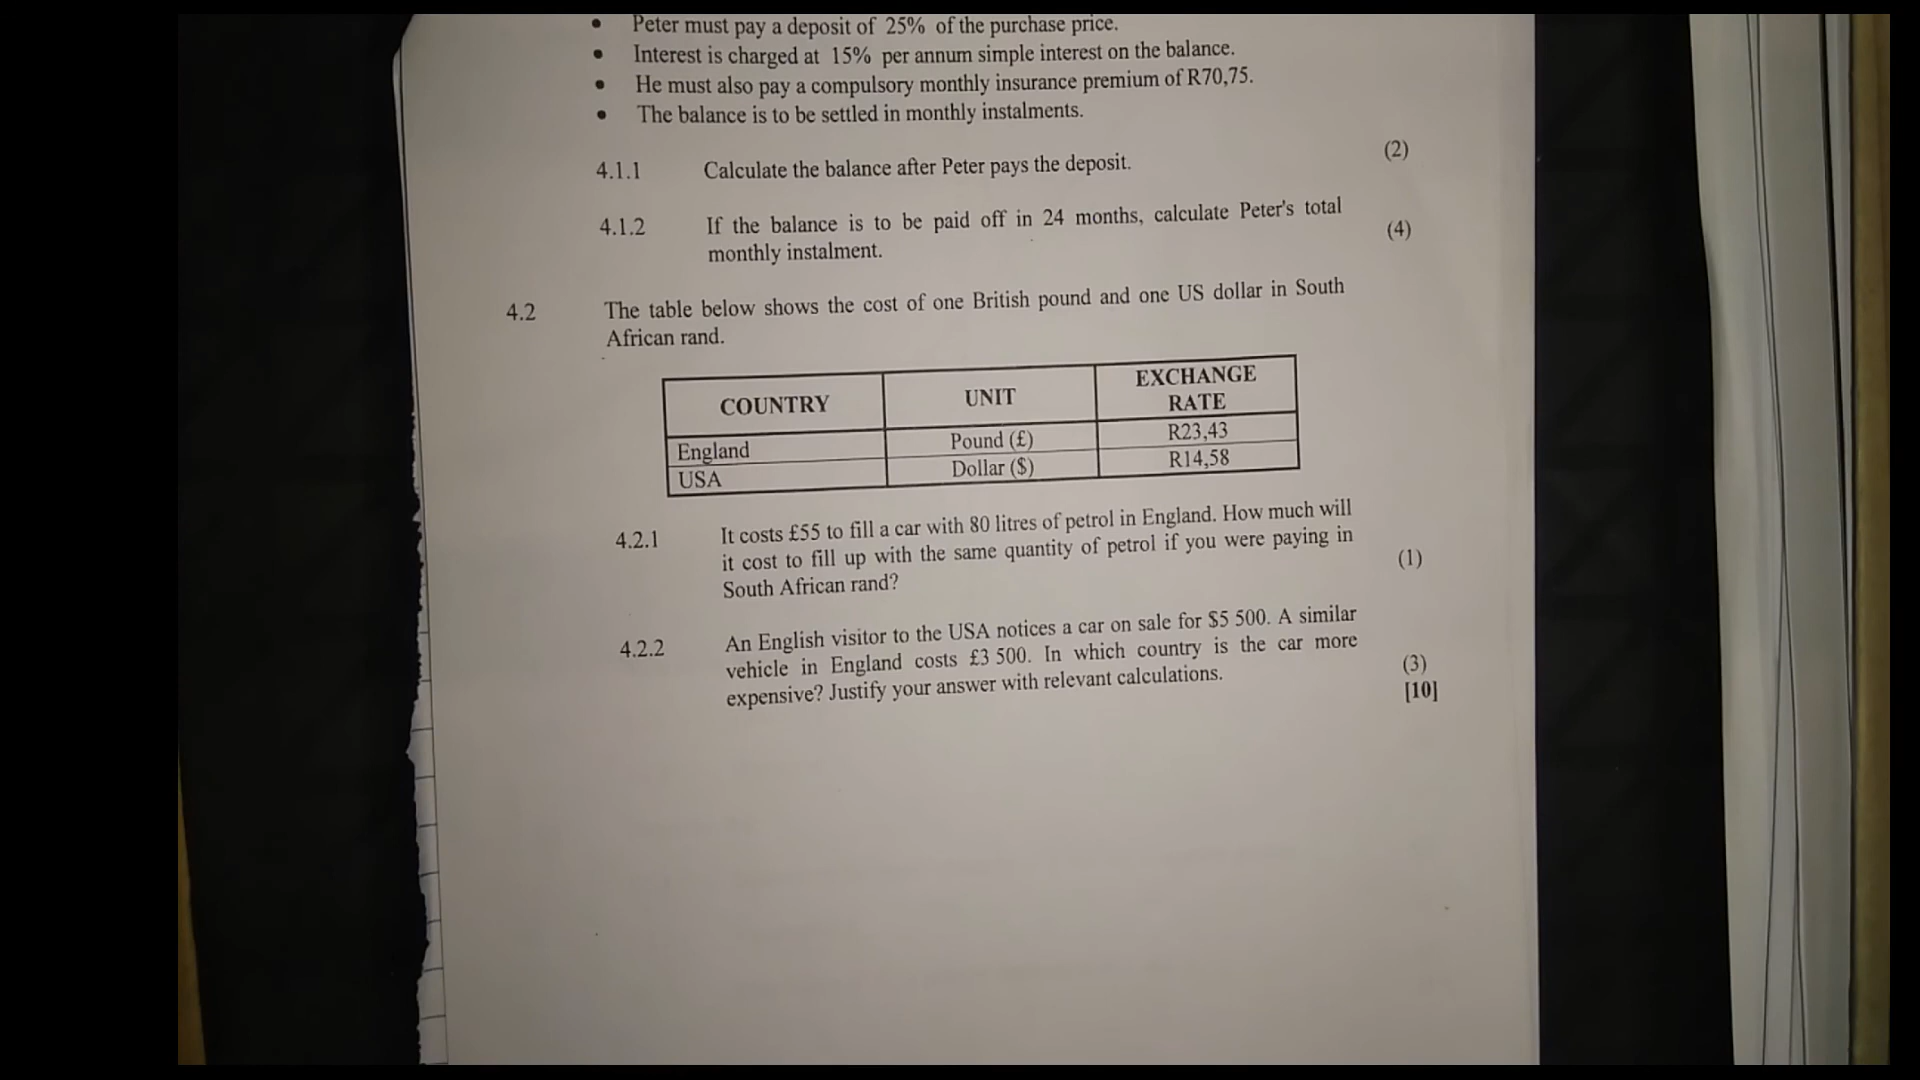 • Peter must pay a deposit of 25% of the purchase price.
• Interest is charged at 15% per annum simple interest on the balance.
• He must also pay a compulsory monthly insurance premium of R70,75.
• The balance is to be settled in monthly instalments.
4.1.1 Calculate the balance after Peter pays the deposit. (2)
4.1.2 If the balance is to be paid off in 24 months, calculate Peter's total
monthly instalment. (4)
4.2 The table below shows the cost of one British pound and one US dollar in South
African rand.
COUNTRY UNIT EXCHANGE RATE
England Pound (£) R23,43
USA Dollar ($) R14,58
4.2.1 It costs £55 to fill a car with 80 litres of petrol in England. How much will
it cost to fill up with the same quantity of petrol if you were paying in
South African rand? (1)
4.2.2 An English visitor to the USA notices a car on sale for $5 500. A similar
vehicle in England costs £3 500. In which country is the car more
expensive? Justify your answer with relevant calculations. (3)
[10]